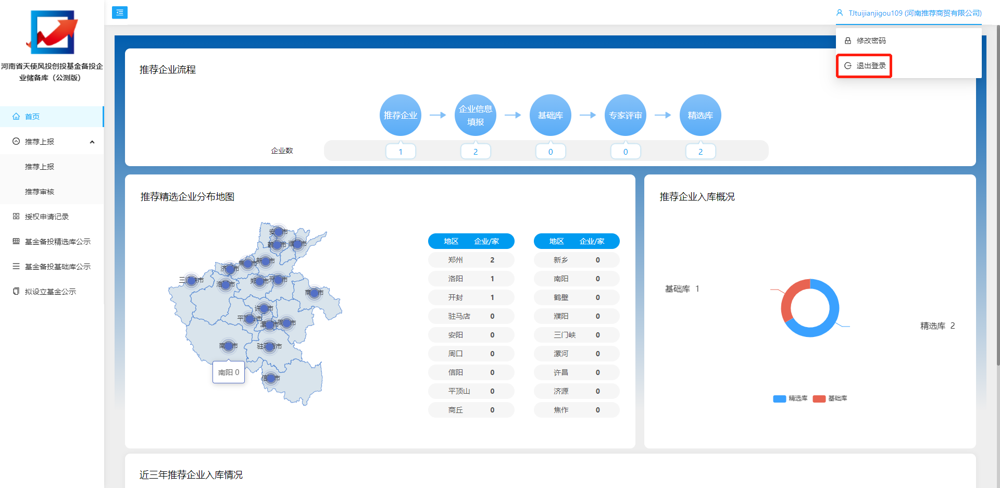 河南省天使风投创投基金备投企
业储备库（公测版）
首页
推荐上报
推荐上报
推荐审核
授权申请记录
基金备投精选库公示
基金备投基础库公示
拟设立基金公示
TJtuijianjigou109 (河南推荐商贸有限公司)
修改密码
退出登录
推荐企业流程
推荐企业
企业信息
填报
基础库
专家评审
精选库
企业数
1
2
0
0
2
推荐精选企业分布地图
安阳市
鹤壁市
濮阳市
新乡市
焦作市
济源市
三门峡市
洛阳市
郑州市
开封市
商丘市
许昌市
平顶山市
漯河市
周口市
南阳市
驻马店市
信阳市
南阳 0
地区 企业/家
郑州 2
洛阳 1
开封 1
驻马店 0
安阳 0
周口 0
信阳 0
平顶山 0
商丘 0
地区 企业/家
新乡 0
南阳 0
鹤壁 0
濮阳 0
三门峡 0
漯河 0
许昌 0
济源 0
焦作 0
推荐企业入库概况
基础库 1
精选库 2
精选库
基础库
近三年推荐企业入库情况